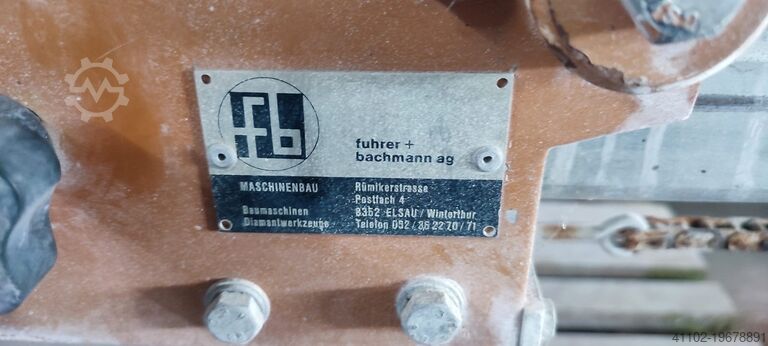 fb
fuhrer +
bachmann ag
MASCHINENBAU
Baumaschinen
Diamantwerkzeuge
Rümikerstrasse
Postfach 4
8352 ELSAU / Winterthur
Telefon 052 / 36 22 70 / 71
41102-19678891